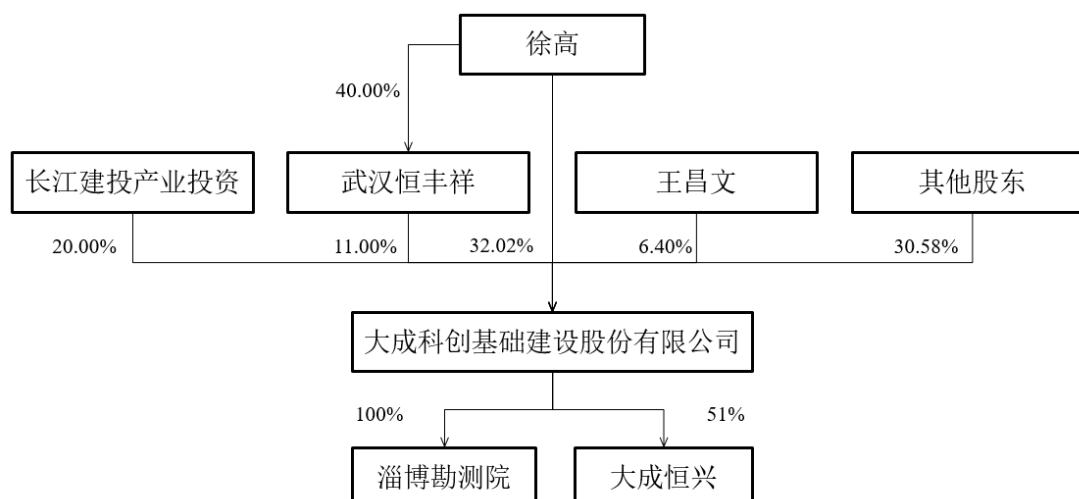 徐高
40.00%
长江建投产业投资
武汉恒丰祥
王昌文
其他股东
20.00%
11.00%
32.02%
6.40%
30.58%
大成科创基础建设股份有限公司
100%
51%
淄博勘测院
大成恒兴